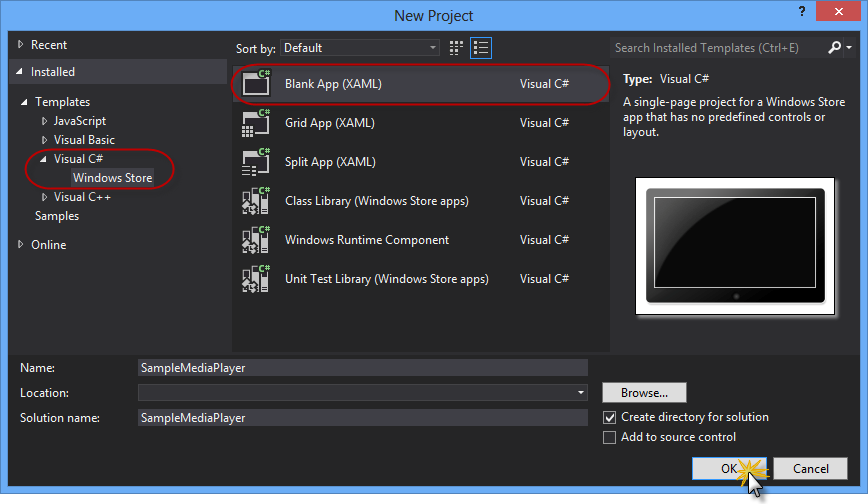 New Project
?
Recent
Sort by: Default
Search Installed Templates (Ctrl+E)
Installed
Templates
JavaScript
Visual Basic
Visual C#
Windows Store
Visual C++
Samples
Online
C# Blank App (XAML) Visual C#
C# Grid App (XAML) Visual C#
C# Split App (XAML) Visual C#
C# Class Library (Windows Store apps) Visual C#
C# Windows Runtime Component Visual C#
C# Unit Test Library (Windows Store apps) Visual C#
Type: Visual C#
A single-page project for a Windows Store
app that has no predefined controls or
layout.
Name: SampleMediaPlayer
Location:
Browse...
Solution name: SampleMediaPlayer
Create directory for solution
Add to source control
OK
Cancel